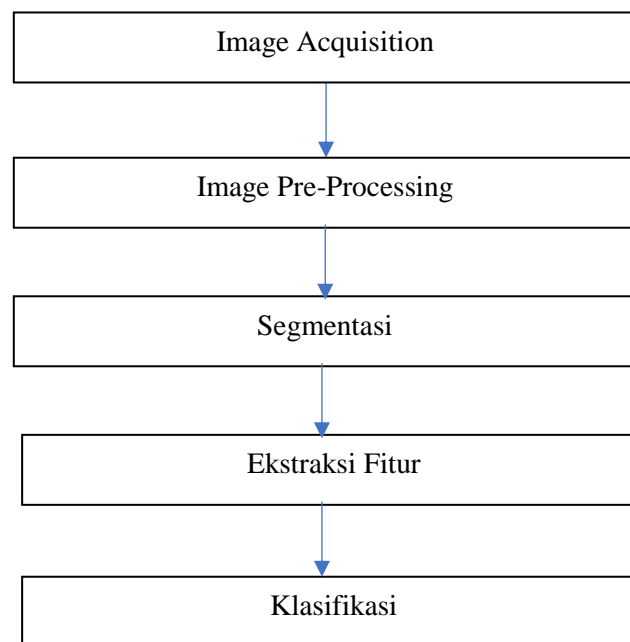 Image Acquisition
Image Pre-Processing
Segmentasi
Ekstraksi Fitur
Klasifikasi